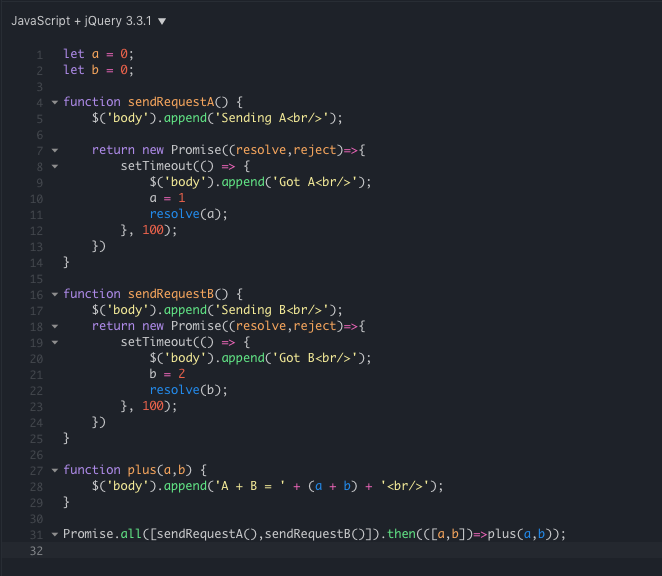 JavaScript + jQuery 3.3.1 ▼
1 let a = 0;
2 let b = 0;
3
4 function sendRequestA() {
5     $('body').append('Sending A<br/>');
6
7     return new Promise((resolve,reject)=>{
8         setTimeout(() => {
9             $('body').append('Got A<br/>');
10             a = 1
11             resolve(a);
12         }, 100);
13     })
14 }
15
16 function sendRequestB() {
17     $('body').append('Sending B<br/>');
18     return new Promise((resolve,reject)=>{
19         setTimeout(() => {
20             $('body').append('Got B<br/>');
21             b = 2
22             resolve(b);
23         }, 100);
24     })
25 }
26
27 function plus(a,b) {
28     $('body').append('A + B = ' + (a + b) + '<br/>');
29 }
30
31 Promise.all([sendRequestA(),sendRequestB()]).then(([a,b])=>plus(a,b));
32